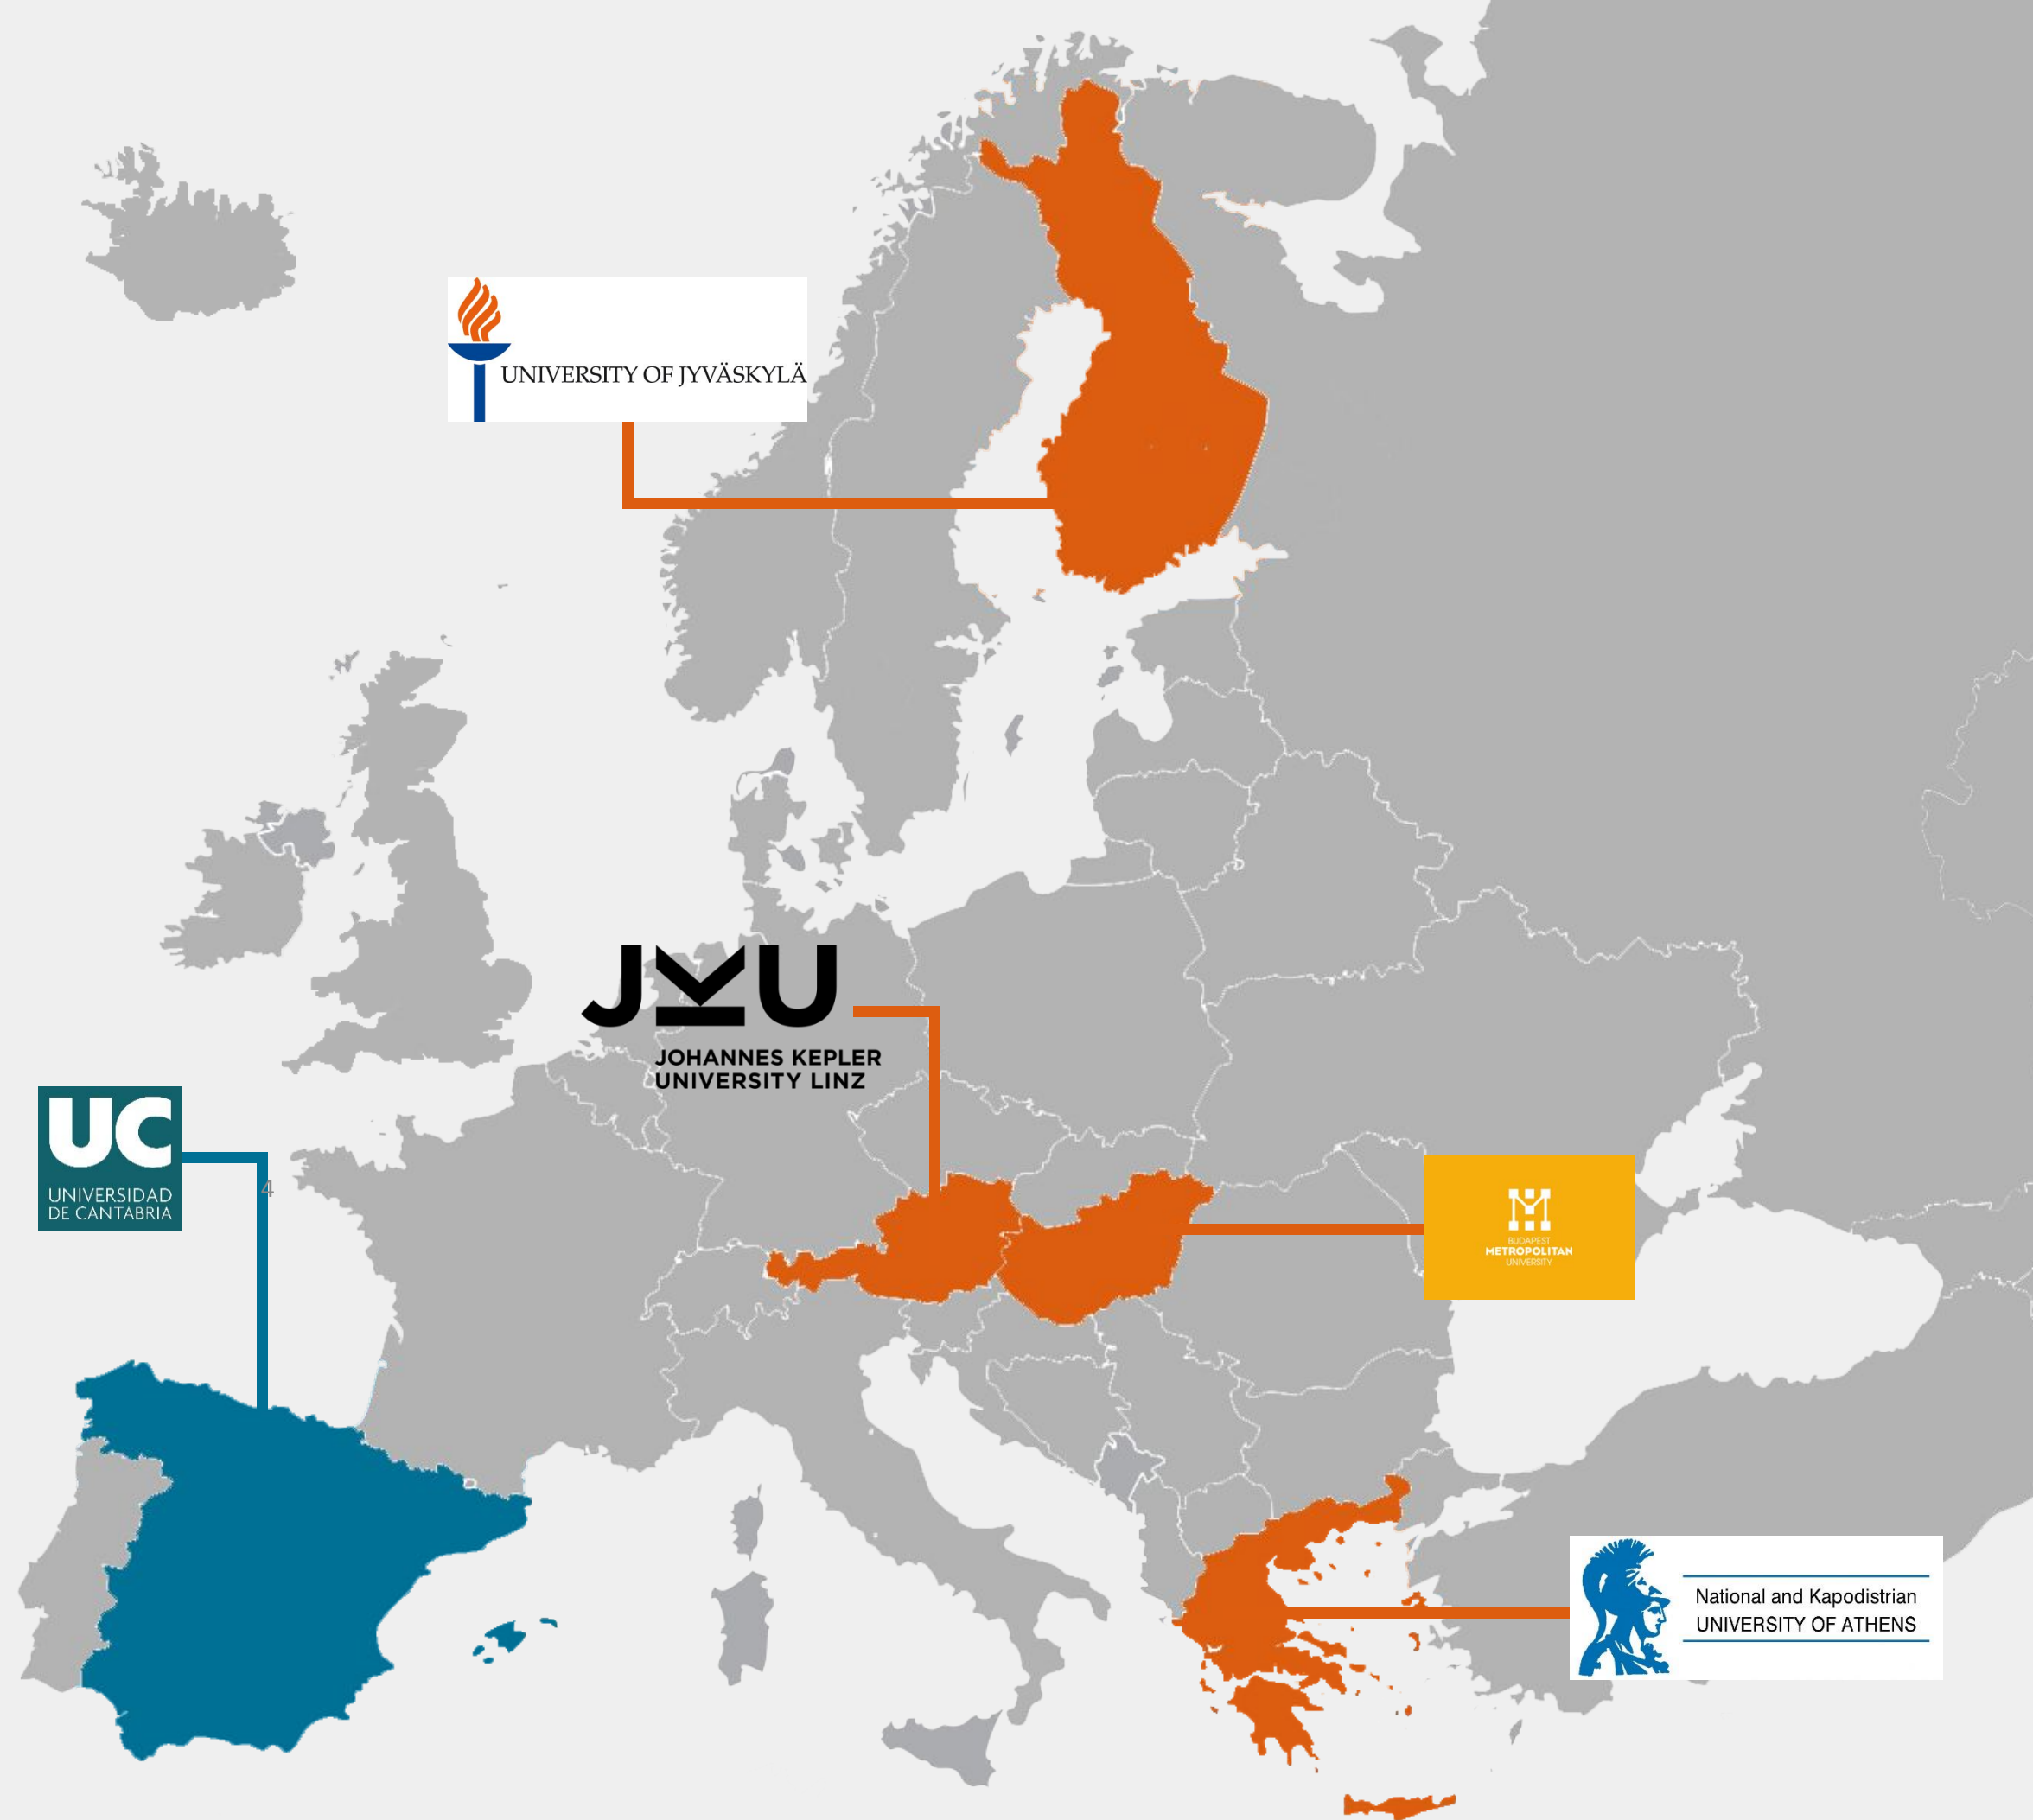 UNIVERSITY OF JYVÄSKYLÄ
JKU
JOHANNES KEPLER
UNIVERSITY LINZ
UC
UNIVERSIDAD
DE CANTABRIA
4
BUDAPEST
METROPOLITAN
UNIVERSITY
National and Kapodistrian
UNIVERSITY OF ATHENS